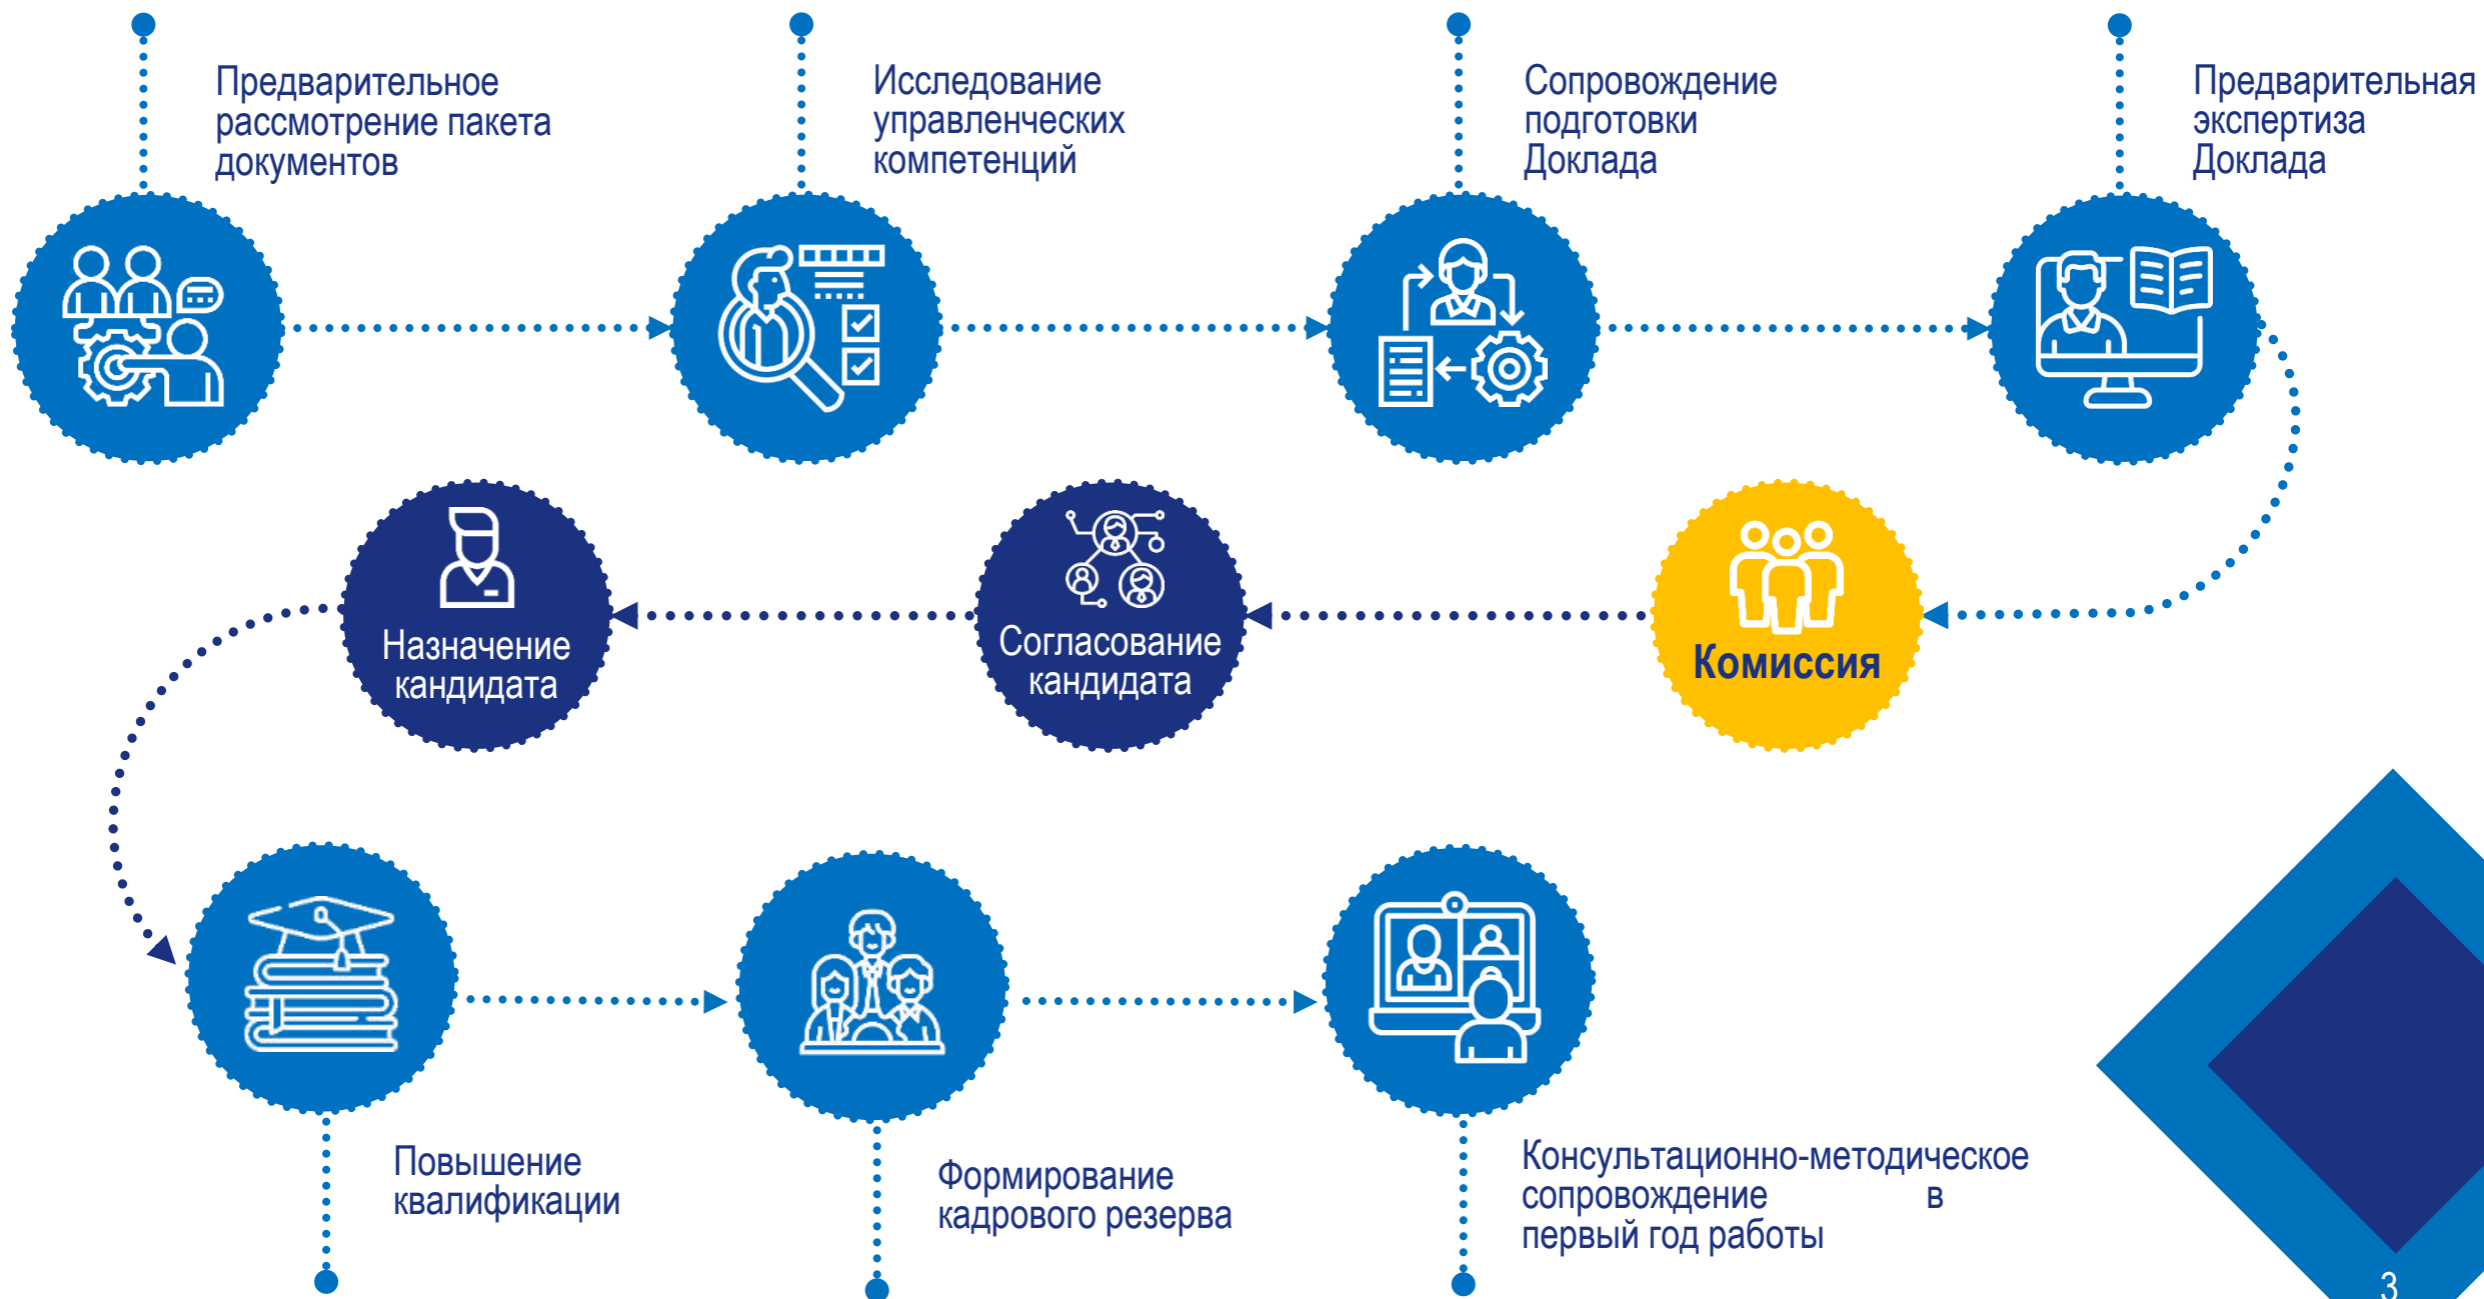 Предварительное
рассмотрение пакета
документов
Исследование
управленческих
компетенций
Сопровождение
подготовки
Доклада
Предварительная
экспертиза
Доклада
Назначение
кандидата
Согласование
кандидата
Комиссия
Повышение
квалификации
Формирование
кадрового резерва
Консультационно-методическое
сопровождение в
первый год работы
3